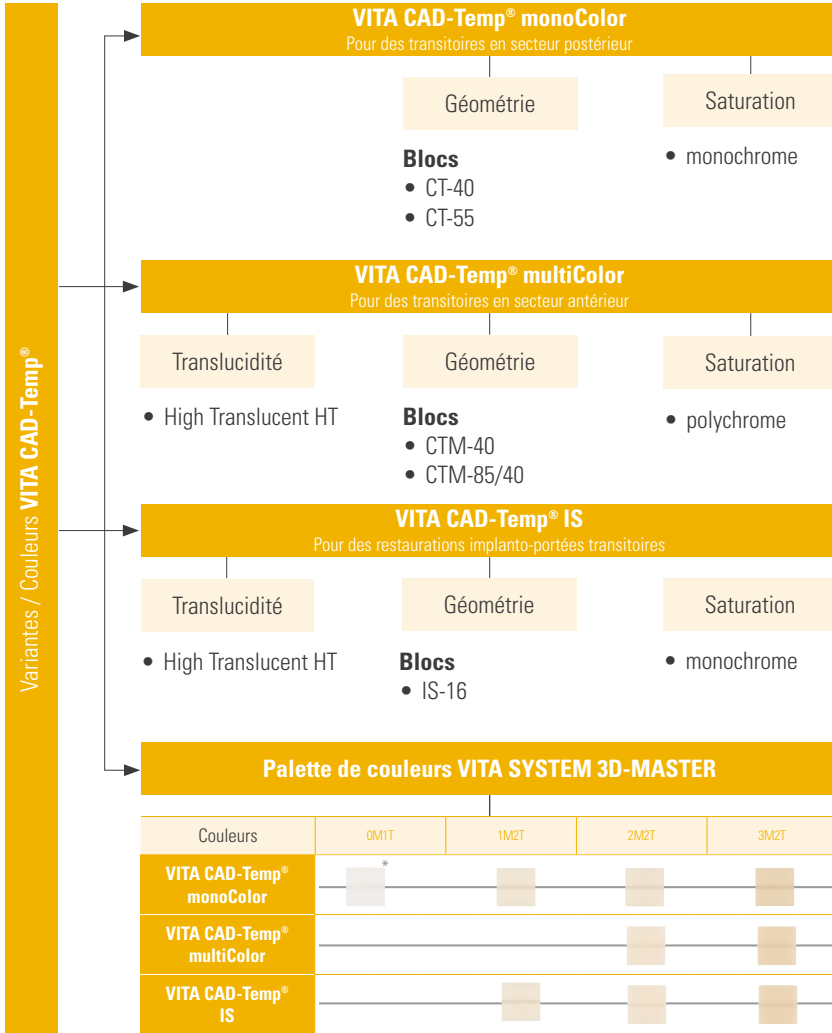 Variantes / Couleurs VITA CAD-Temp®
VITA CAD-Temp® monoColor
Pour des transitoires en secteur postérieur
Géométrie
Saturation
Blocs
• CT-40
• CT-55
• monochrome
VITA CAD-Temp® multiColor
Pour des transitoires en secteur antérieur
Translucidité
Géométrie
Saturation
• High Translucent HT
Blocs
• CTM-40
• CTM-85/40
• polychrome
VITA CAD-Temp® IS
Pour des restaurations implanto-portées transitoires
Translucidité
Géométrie
Saturation
• High Translucent HT
Blocs
• IS-16
• monochrome
Palette de couleurs VITA SYSTEM 3D-MASTER
Couleurs 0M1T 1M2T 2M2T 3M2T
VITA CAD-Temp®
monoColor
*
VITA CAD-Temp®
multiColor
VITA CAD-Temp®
IS